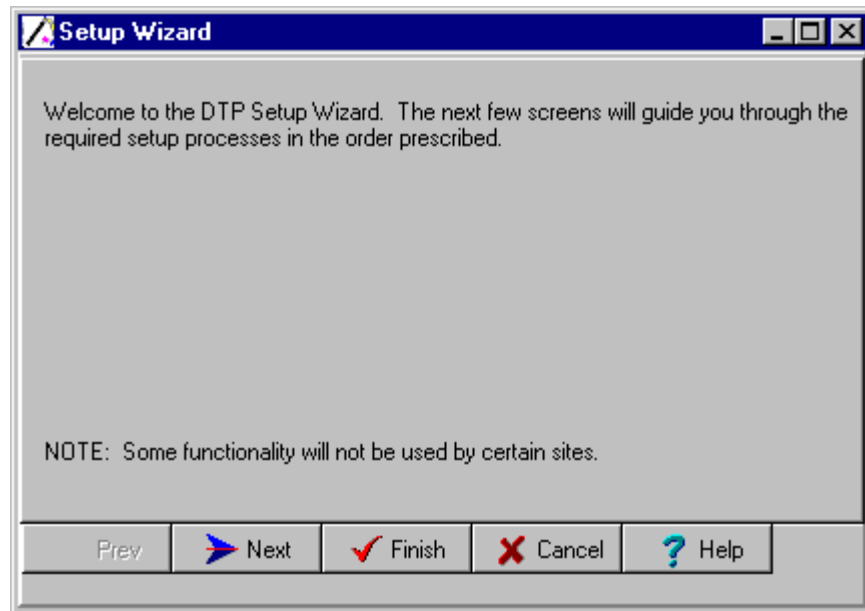 Setup Wizard
Welcome to the DTP Setup Wizard.  The next few screens will guide you through the
required setup processes in the order prescribed.
NOTE:  Some functionality will not be used by certain sites.
Prev
Next
Finish
Cancel
Help